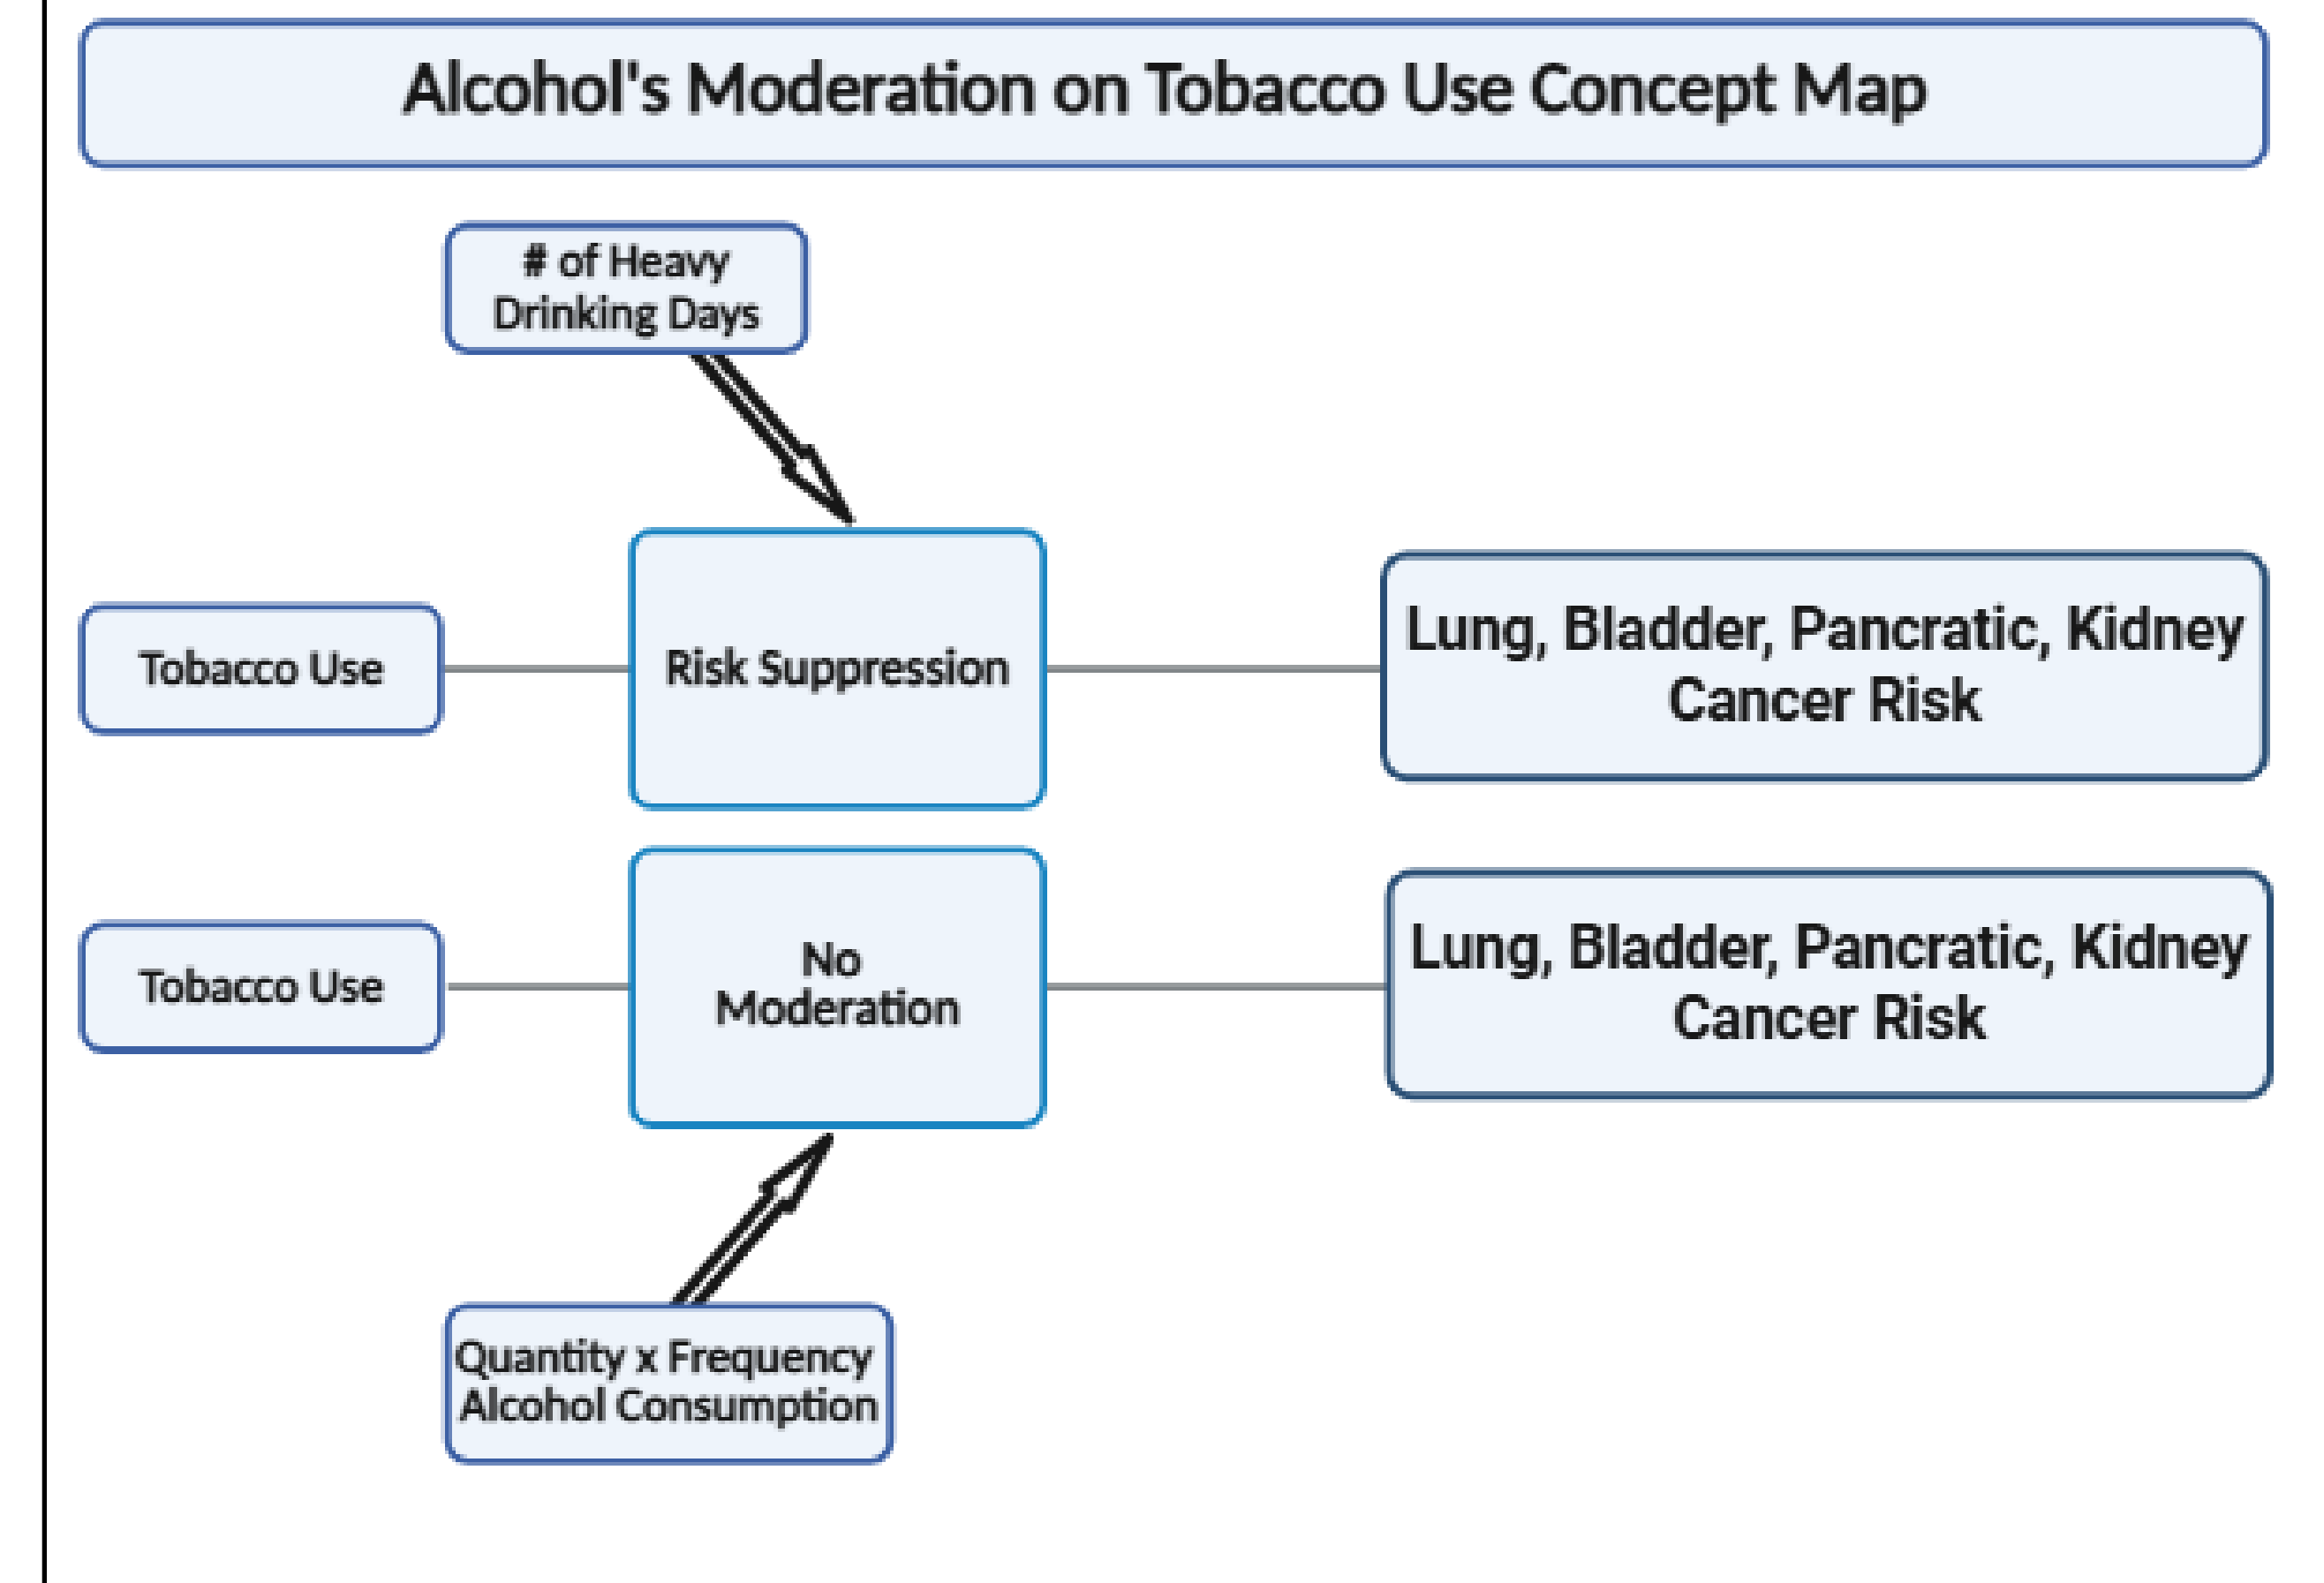 Alcohol's Moderation on Tobacco Use Concept Map
# of Heavy
Drinking Days
Tobacco Use
Risk Suppression
Lung, Bladder, Pancratic, Kidney
Cancer Risk
Tobacco Use
No
Moderation
Lung, Bladder, Pancratic, Kidney
Cancer Risk
Quantity x Frequency
Alcohol Consumption